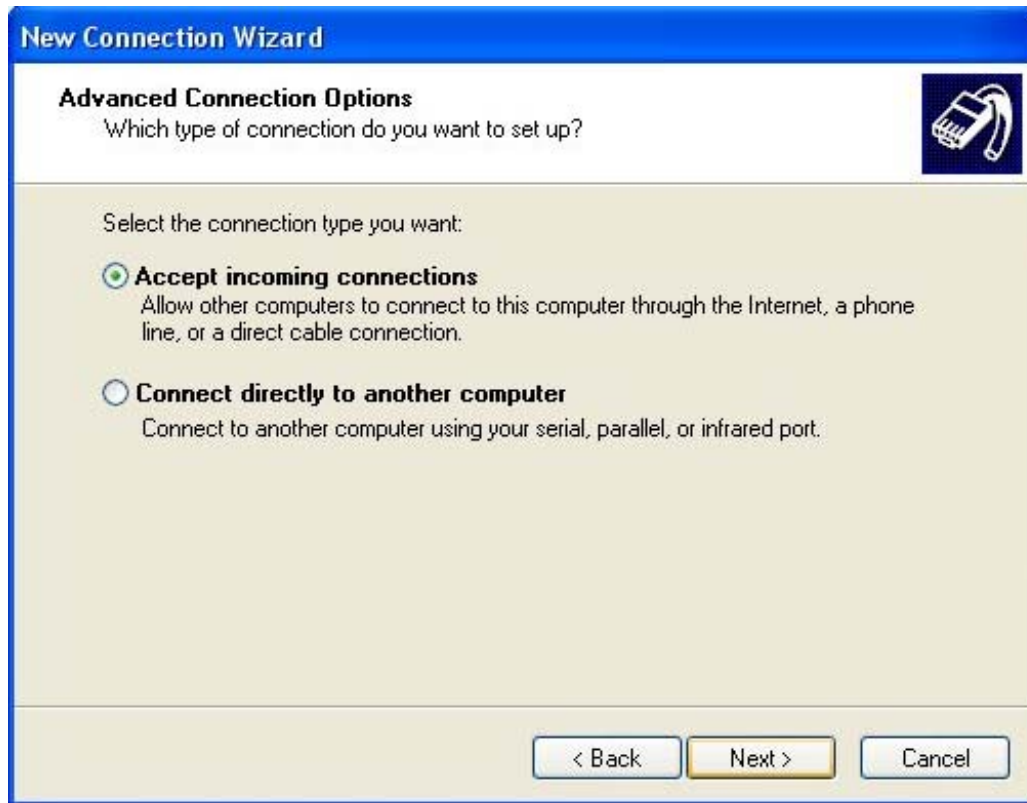 New Connection Wizard
Advanced Connection Options
Which type of connection do you want to set up?
Select the connection type you want:
Accept incoming connections
Allow other computers to connect to this computer through the Internet, a phone
line, or a direct cable connection.
Connect directly to another computer
Connect to another computer using your serial, parallel, or infrared port.
< Back Next > Cancel